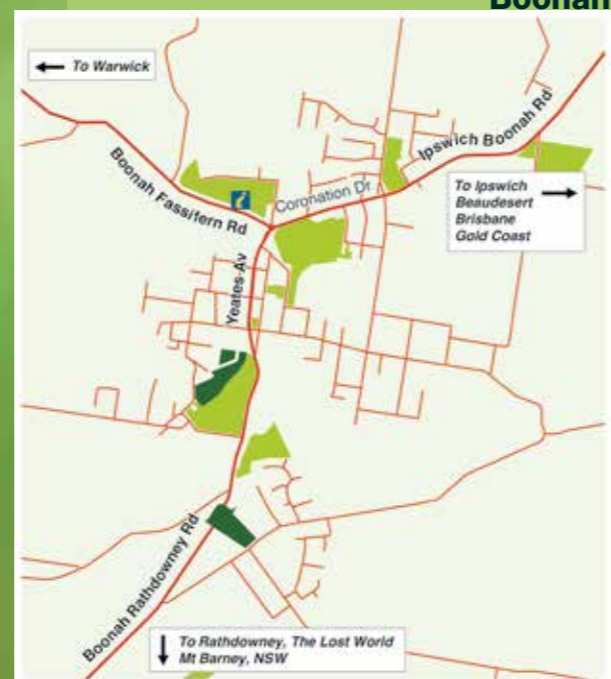 Boonah
← To Warwick
Boonah Fassifern Rd
Coronation Dr
Ipswich Boonah Rd
To Ipswich →
Beaudesert
Brisbane
Gold Coast
Yeates Av
Boonah Rathdowney Rd
↓ To Rathdowney, The Lost World
Mt Barney, NSW